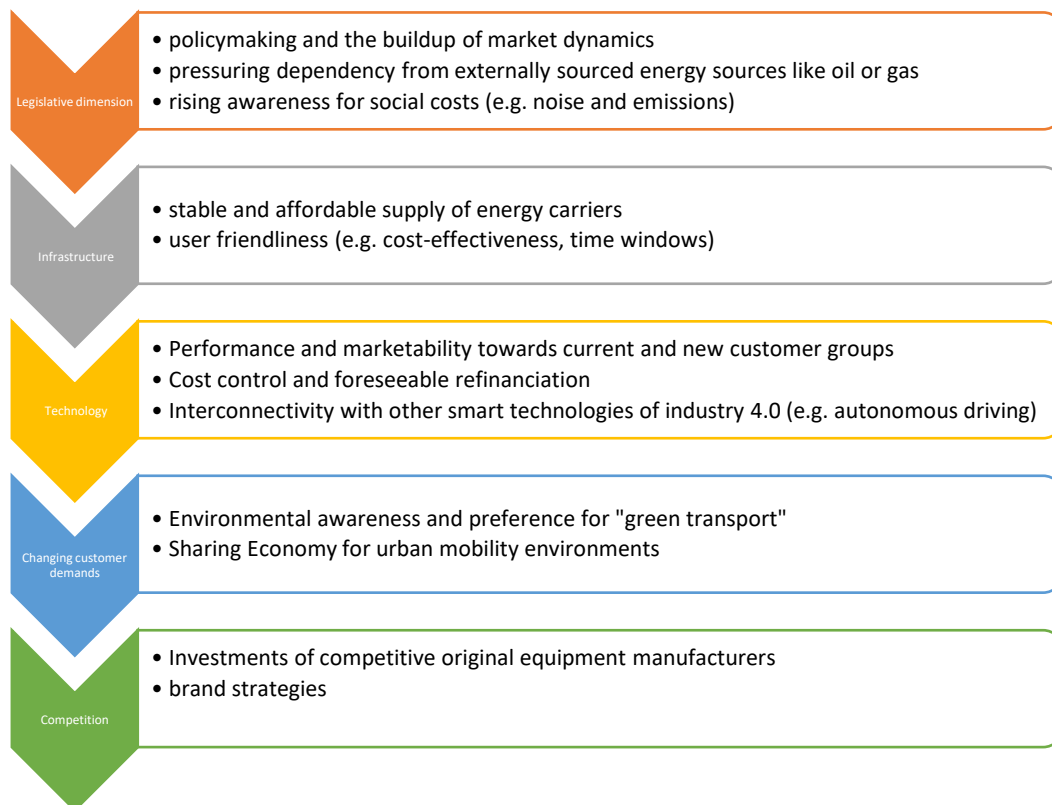 Legislative dimension
• policymaking and the buildup of market dynamics
• pressuring dependency from externally sourced energy sources like oil or gas
• rising awareness for social costs (e.g. noise and emissions)
Infrastructure
• stable and affordable supply of energy carriers
• user friendliness (e.g. cost-effectiveness, time windows)
Technology
• Performance and marketability towards current and new customer groups
• Cost control and foreseeable refinanciation
• Interconnectivity with other smart technologies of industry 4.0 (e.g. autonomous driving)
Changing customer
demands
• Environmental awareness and preference for "green transport"
• Sharing Economy for urban mobility environments
Competition
• Investments of competitive original equipment manufacturers
• brand strategies